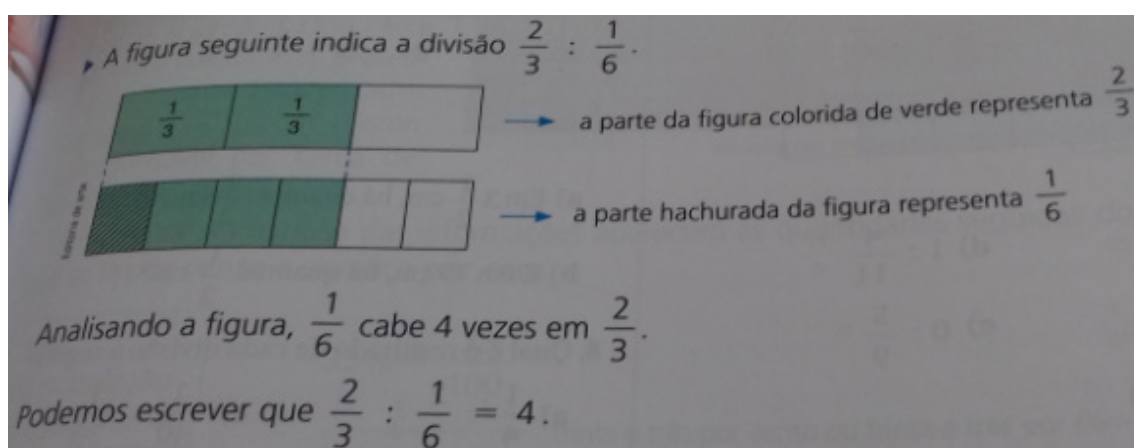 A figura seguinte indica a divisão 2/3 : 1/6.
1/3 1/3
a parte da figura colorida de verde representa 2/3
a parte hachurada da figura representa 1/6
Analisando a figura, 1/6 cabe 4 vezes em 2/3.
Podemos escrever que 2/3 : 1/6 = 4.